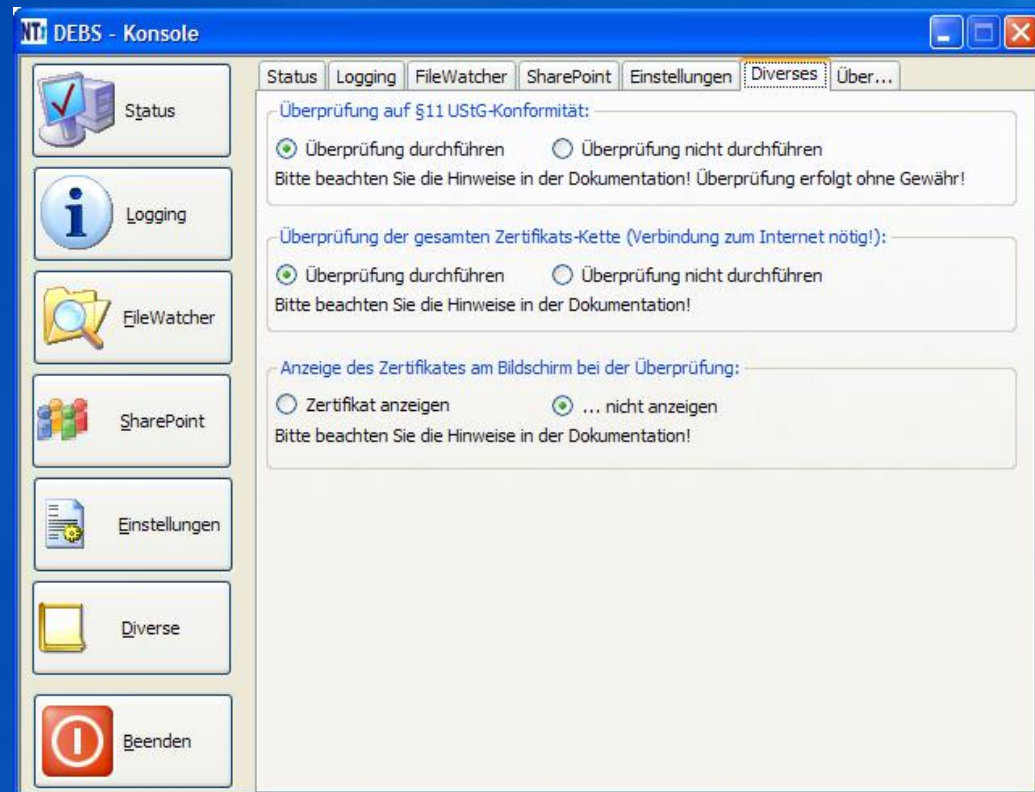 NT: DEBS - Konsole
Status
Logging
FileWatcher
SharePoint
Einstellungen
Diverse
Beenden
Status Logging FileWatcher SharePoint Einstellungen Diverses Über...
Überprüfung auf §11 UStG-Konformität:
Überprüfung durchführen Überprüfung nicht durchführen
Bitte beachten Sie die Hinweise in der Dokumentation! Überprüfung erfolgt ohne Gewähr!
Überprüfung der gesamten Zertifikats-Kette (Verbindung zum Internet nötig!):
Überprüfung durchführen Überprüfung nicht durchführen
Bitte beachten Sie die Hinweise in der Dokumentation!
Anzeige des Zertifikates am Bildschirm bei der Überprüfung:
Zertifikat anzeigen ... nicht anzeigen
Bitte beachten Sie die Hinweise in der Dokumentation!